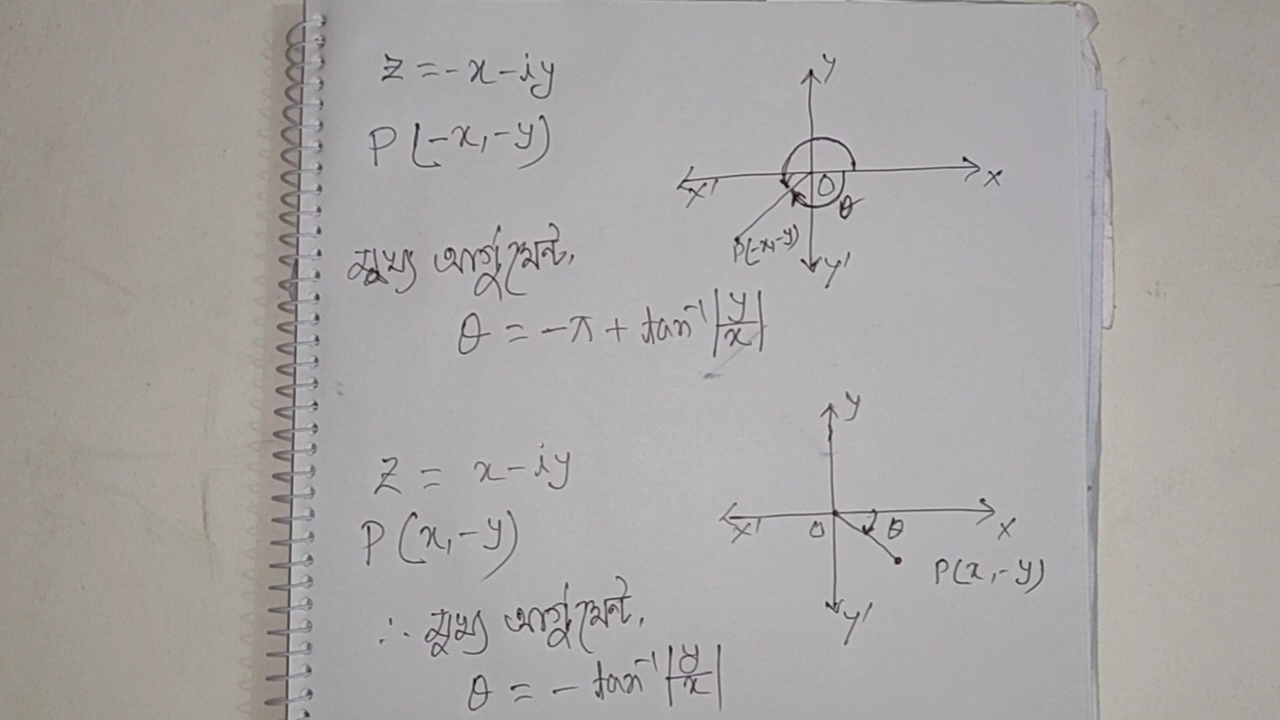 z = -x - iy
P(-x, -y)
মুখ্য আর্গুমেন্ট,
θ = -π + tan⁻¹|y/x|
Y
X'
O
X
θ
P(-x,-y)
Y'
z = x - iy
P(x, -y)
∴ মুখ্য আর্গুমেন্ট,
θ = - tan⁻¹|y/x|
Y
X'
O
θ
X
P(x, -y)
Y'